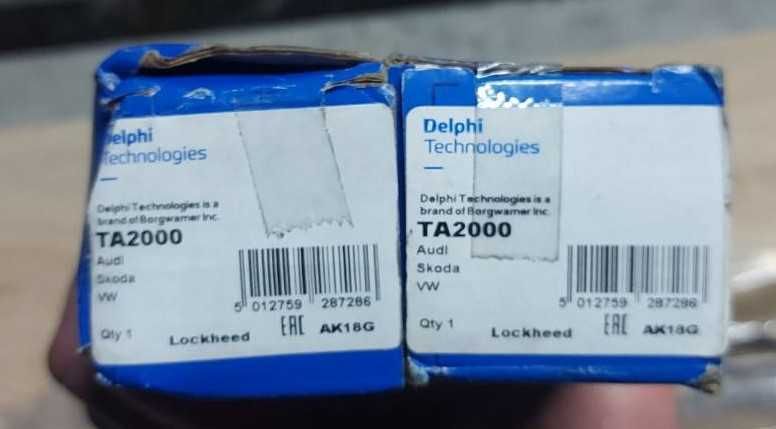 Delphi
Technologies
Delphi Technologies is a
brand of Borgwarner Inc.
TA2000
Audi
Skoda
VW
5 012759 287286
Qty 1
Lockheed
EAC
AK18G
Delphi
Technologies
Delphi Technologies is a
brand of Borgwarner Inc.
TA2000
Audi
Skoda
VW
5 012759 287286
Qty 1
Lockheed
EAC
AK18G